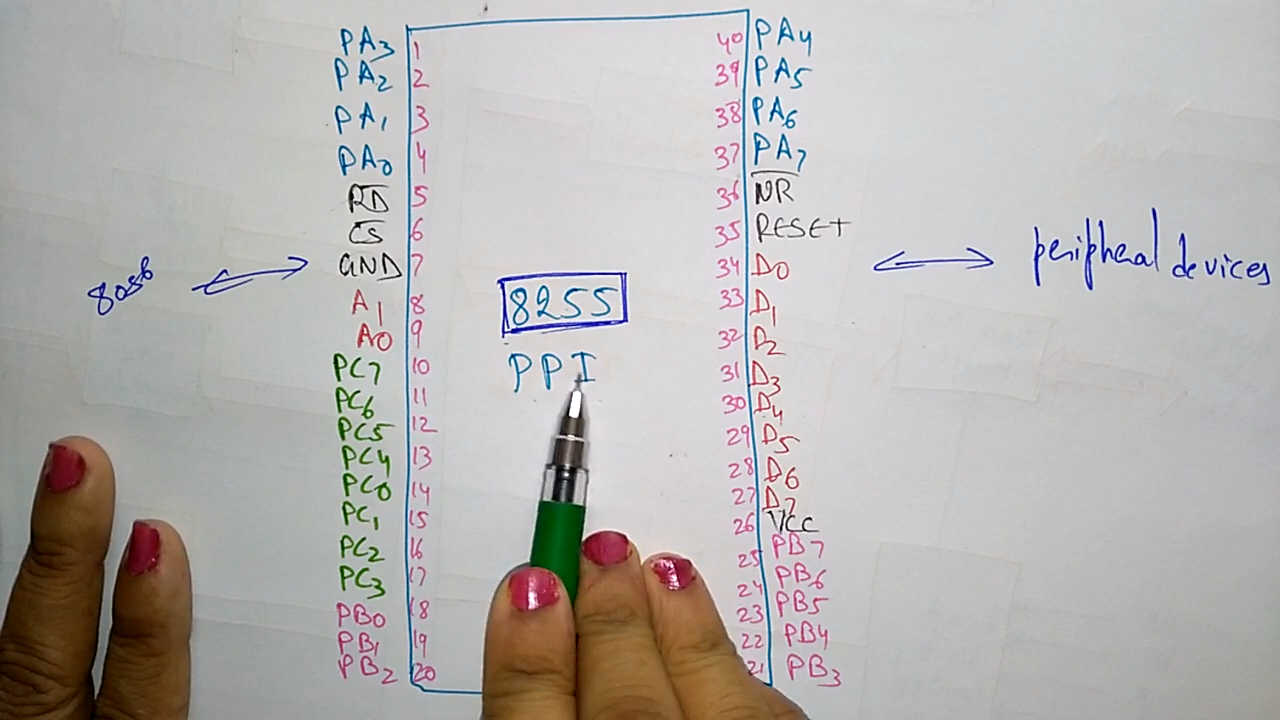 PA3 1 40 PA4
PA2 2 39 PA5
PA1 3 38 PA6
PA0 4 37 PA7
R̅D̅ 5 36 W̅R̅
C̅S̅ 6 35 RESET
GND 7 34 D0
8086 peripheral devices
A1 8 33 D1
8255
A0 9 32 D2
PC7 10 31 D3
PPI
PC6 11 30 D4
PC5 12 29 D5
PC4 13 28 D6
PC0 14 27 D7
PC1 15 26 VCC
PC2 16 25 PB7
PC3 17 24 PB6
PB0 18 23 PB5
PB1 19 22 PB4
PB2 20 21 PB3